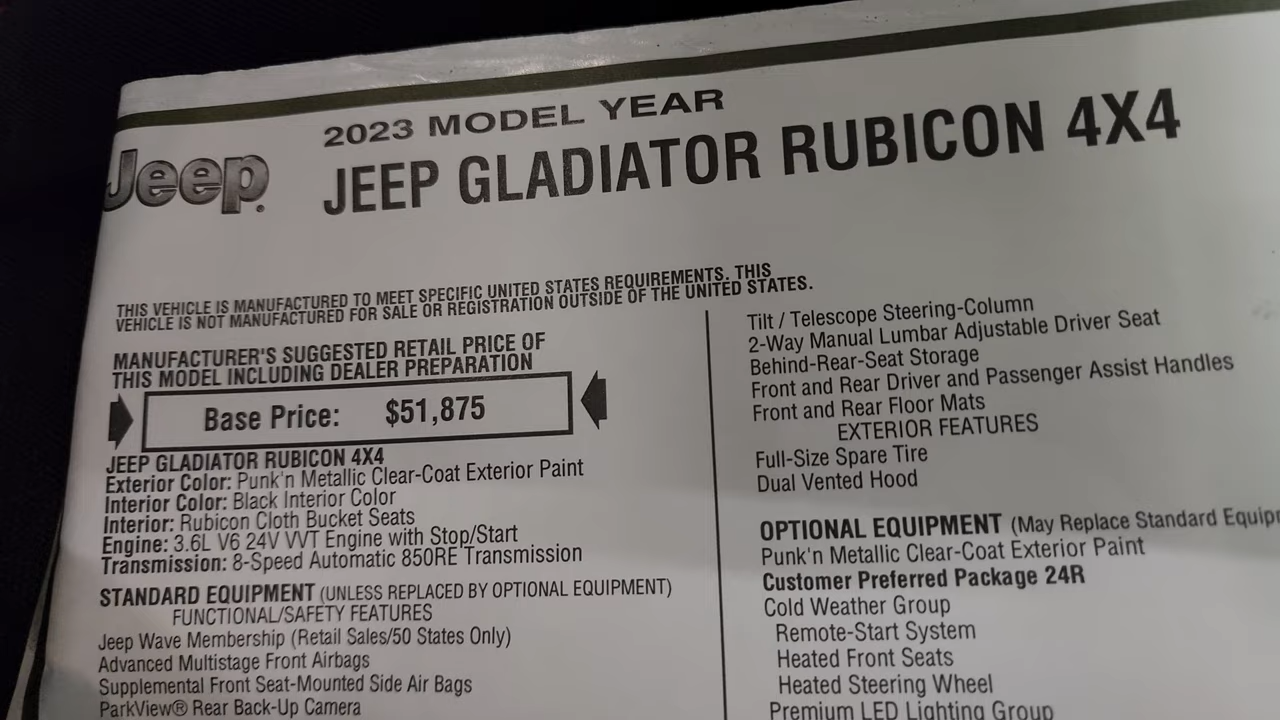 2023 MODEL YEAR
Jeep
JEEP GLADIATOR RUBICON 4X4
THIS VEHICLE IS MANUFACTURED TO MEET SPECIFIC UNITED STATES REQUIREMENTS. THIS
VEHICLE IS NOT MANUFACTURED FOR SALE OR REGISTRATION OUTSIDE OF THE UNITED STATES.
MANUFACTURER'S SUGGESTED RETAIL PRICE OF
THIS MODEL INCLUDING DEALER PREPARATION
Base Price: $51,875
JEEP GLADIATOR RUBICON 4X4
Exterior Color: Punk'n Metallic Clear-Coat Exterior Paint
Interior Color: Black Interior Color
Interior: Rubicon Cloth Bucket Seats
Engine: 3.6L V6 24V VVT Engine with Stop/Start
Transmission: 8-Speed Automatic 850RE Transmission
STANDARD EQUIPMENT (UNLESS REPLACED BY OPTIONAL EQUIPMENT)
FUNCTIONAL/SAFETY FEATURES
Jeep Wave Membership (Retail Sales/50 States Only)
Advanced Multistage Front Airbags
Supplemental Front Seat-Mounted Side Air Bags
ParkView® Rear Back-Up Camera
Tilt / Telescope Steering-Column
2-Way Manual Lumbar Adjustable Driver Seat
Behind-Rear-Seat Storage
Front and Rear Driver and Passenger Assist Handles
Front and Rear Floor Mats
EXTERIOR FEATURES
Full-Size Spare Tire
Dual Vented Hood
OPTIONAL EQUIPMENT (May Replace Standard Equip
Punk'n Metallic Clear-Coat Exterior Paint
Customer Preferred Package 24R
Cold Weather Group
Remote-Start System
Heated Front Seats
Heated Steering Wheel
Premium LED Lighting Group